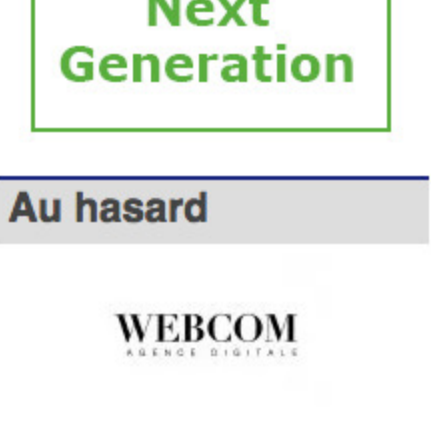 Next
Generation
Au hasard
WEBCOM
AGENCE DIGITALE